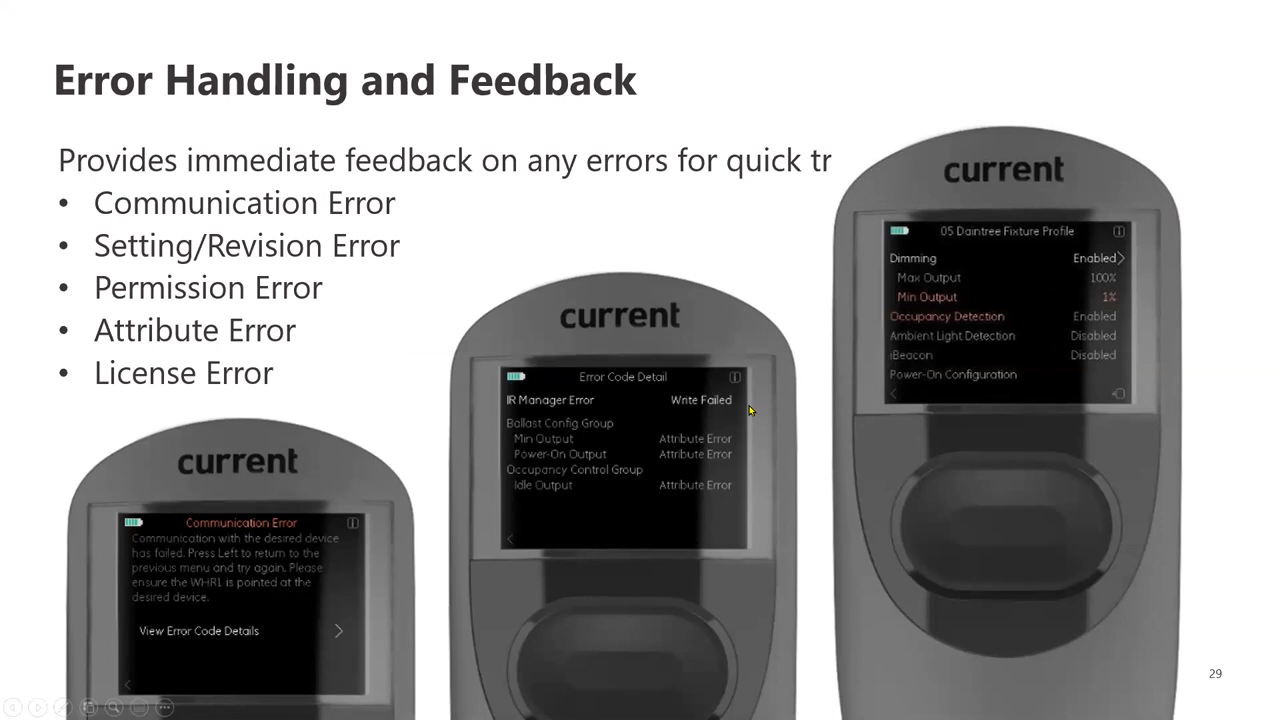 Error Handling and Feedback
Provides immediate feedback on any errors for quick tr
• Communication Error
• Setting/Revision Error
• Permission Error
• Attribute Error
• License Error
current
Communication Error
Communication with the desired device
has failed. Press Left to return to the
previous menu and try again. Please
ensure the WHR1 is pointed at the
desired device.
View Error Code Details
current
Error Code Detail
IR Manager Error Write Failed
Ballast Config Group
Min Output Attribute Error
Power-On Output Attribute Error
Occupancy Control Group
Idle Output Attribute Error
current
05 Daintree Fixture Profile
Dimming Enabled
Max Output 100%
Min Output 1%
Occupancy Detection Enabled
Ambient Light Detection Disabled
iBeacon Disabled
Power-On Configuration
29